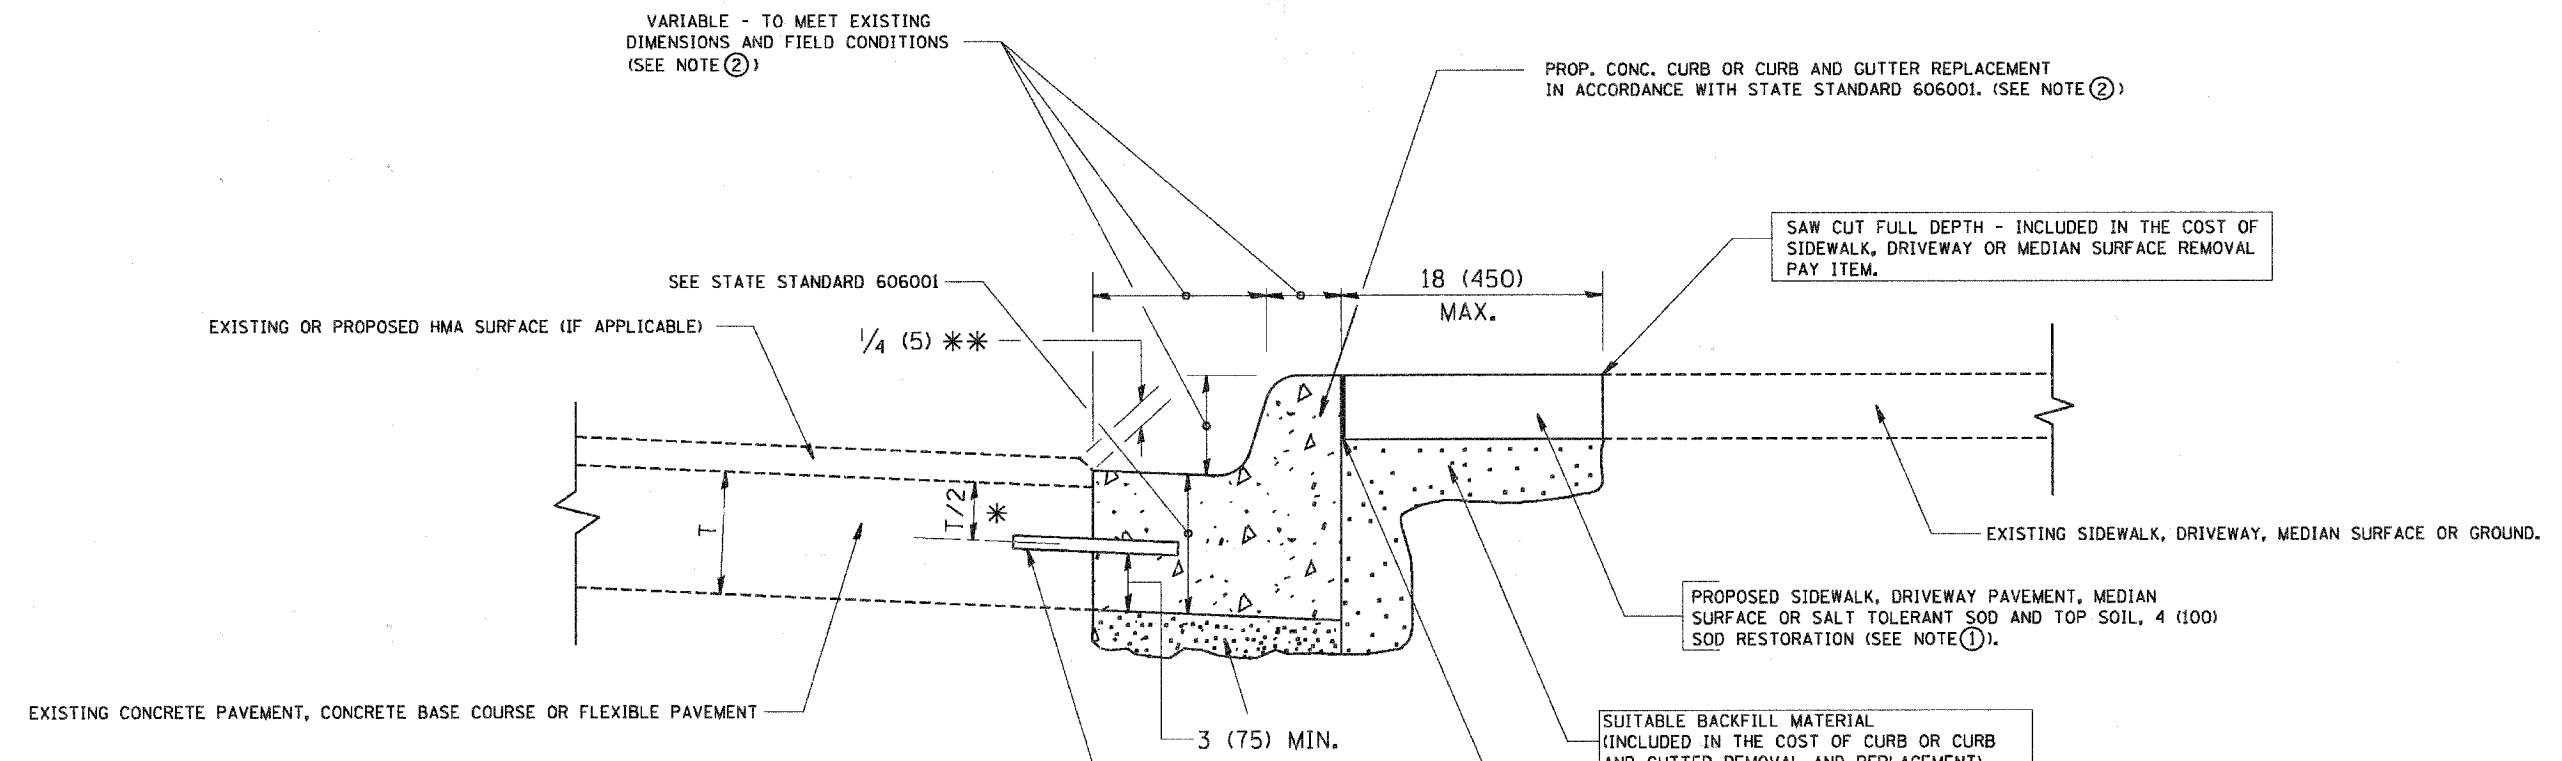 VARIABLE - TO MEET EXISTING
DIMENSIONS AND FIELD CONDITIONS
(SEE NOTE ②)
PROP. CONC. CURB OR CURB AND GUTTER REPLACEMENT
IN ACCORDANCE WITH STATE STANDARD 606001. (SEE NOTE ②)
SAW CUT FULL DEPTH - INCLUDED IN THE COST OF
SIDEWALK, DRIVEWAY OR MEDIAN SURFACE REMOVAL
PAY ITEM.
SEE STATE STANDARD 606001
18 (450)
MAX.
EXISTING OR PROPOSED HMA SURFACE (IF APPLICABLE)
1/4 (5) **
T
T/2
*
EXISTING SIDEWALK, DRIVEWAY, MEDIAN SURFACE OR GROUND.
PROPOSED SIDEWALK, DRIVEWAY PAVEMENT, MEDIAN
SURFACE OR SALT TOLERANT SOD AND TOP SOIL, 4 (100)
SOD RESTORATION (SEE NOTE ①).
EXISTING CONCRETE PAVEMENT, CONCRETE BASE COURSE OR FLEXIBLE PAVEMENT
3 (75) MIN.
SUITABLE BACKFILL MATERIAL
(INCLUDED IN THE COST OF CURB OR CURB
AND GUTTER REMOVAL AND REPLACEMENT)